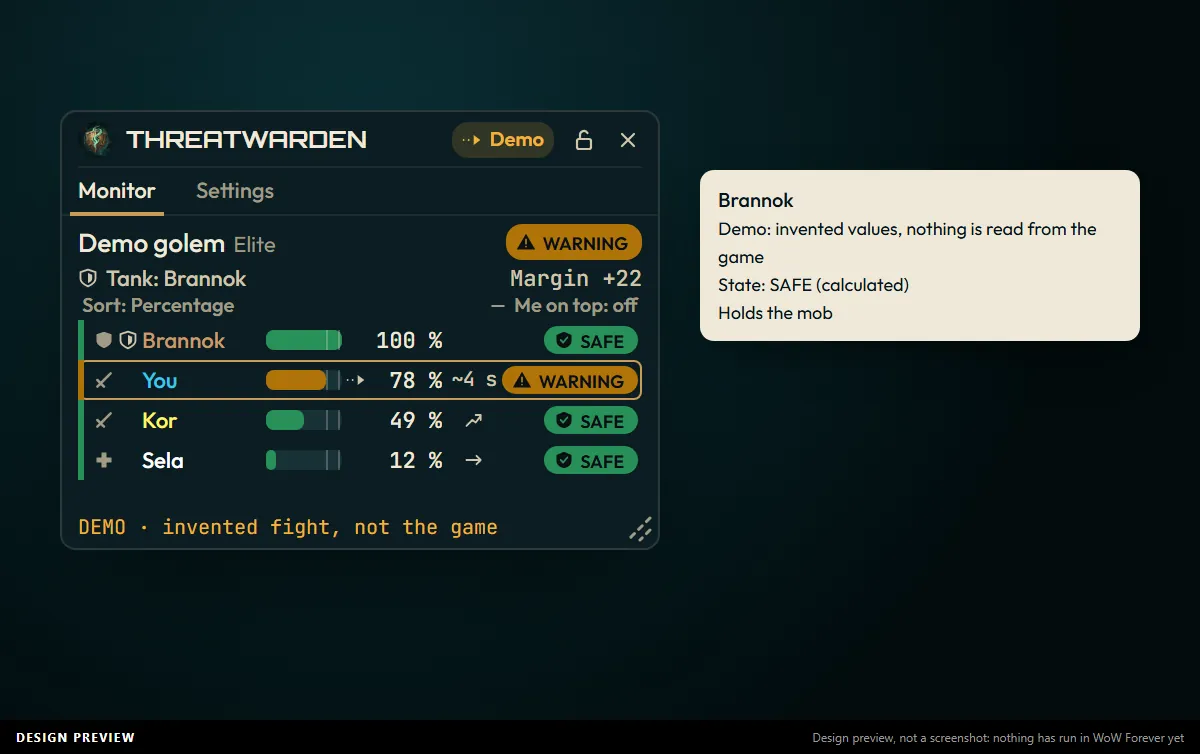 THREATWARDEN
Demo
Monitor
Settings
Demo golem Elite
WARNING
Tank: Brannok
Margin +22
Sort: Percentage
— Me on top: off
Brannok 100 % SAFE
You 78 % ~4 s WARNING
Kor 49 % SAFE
Sela 12 % SAFE
DEMO · invented fight, not the game
Brannok
Demo: invented values, nothing is read from the
game
State: SAFE (calculated)
Holds the mob
DESIGN PREVIEW
Design preview, not a screenshot: nothing has run in WoW Forever yet